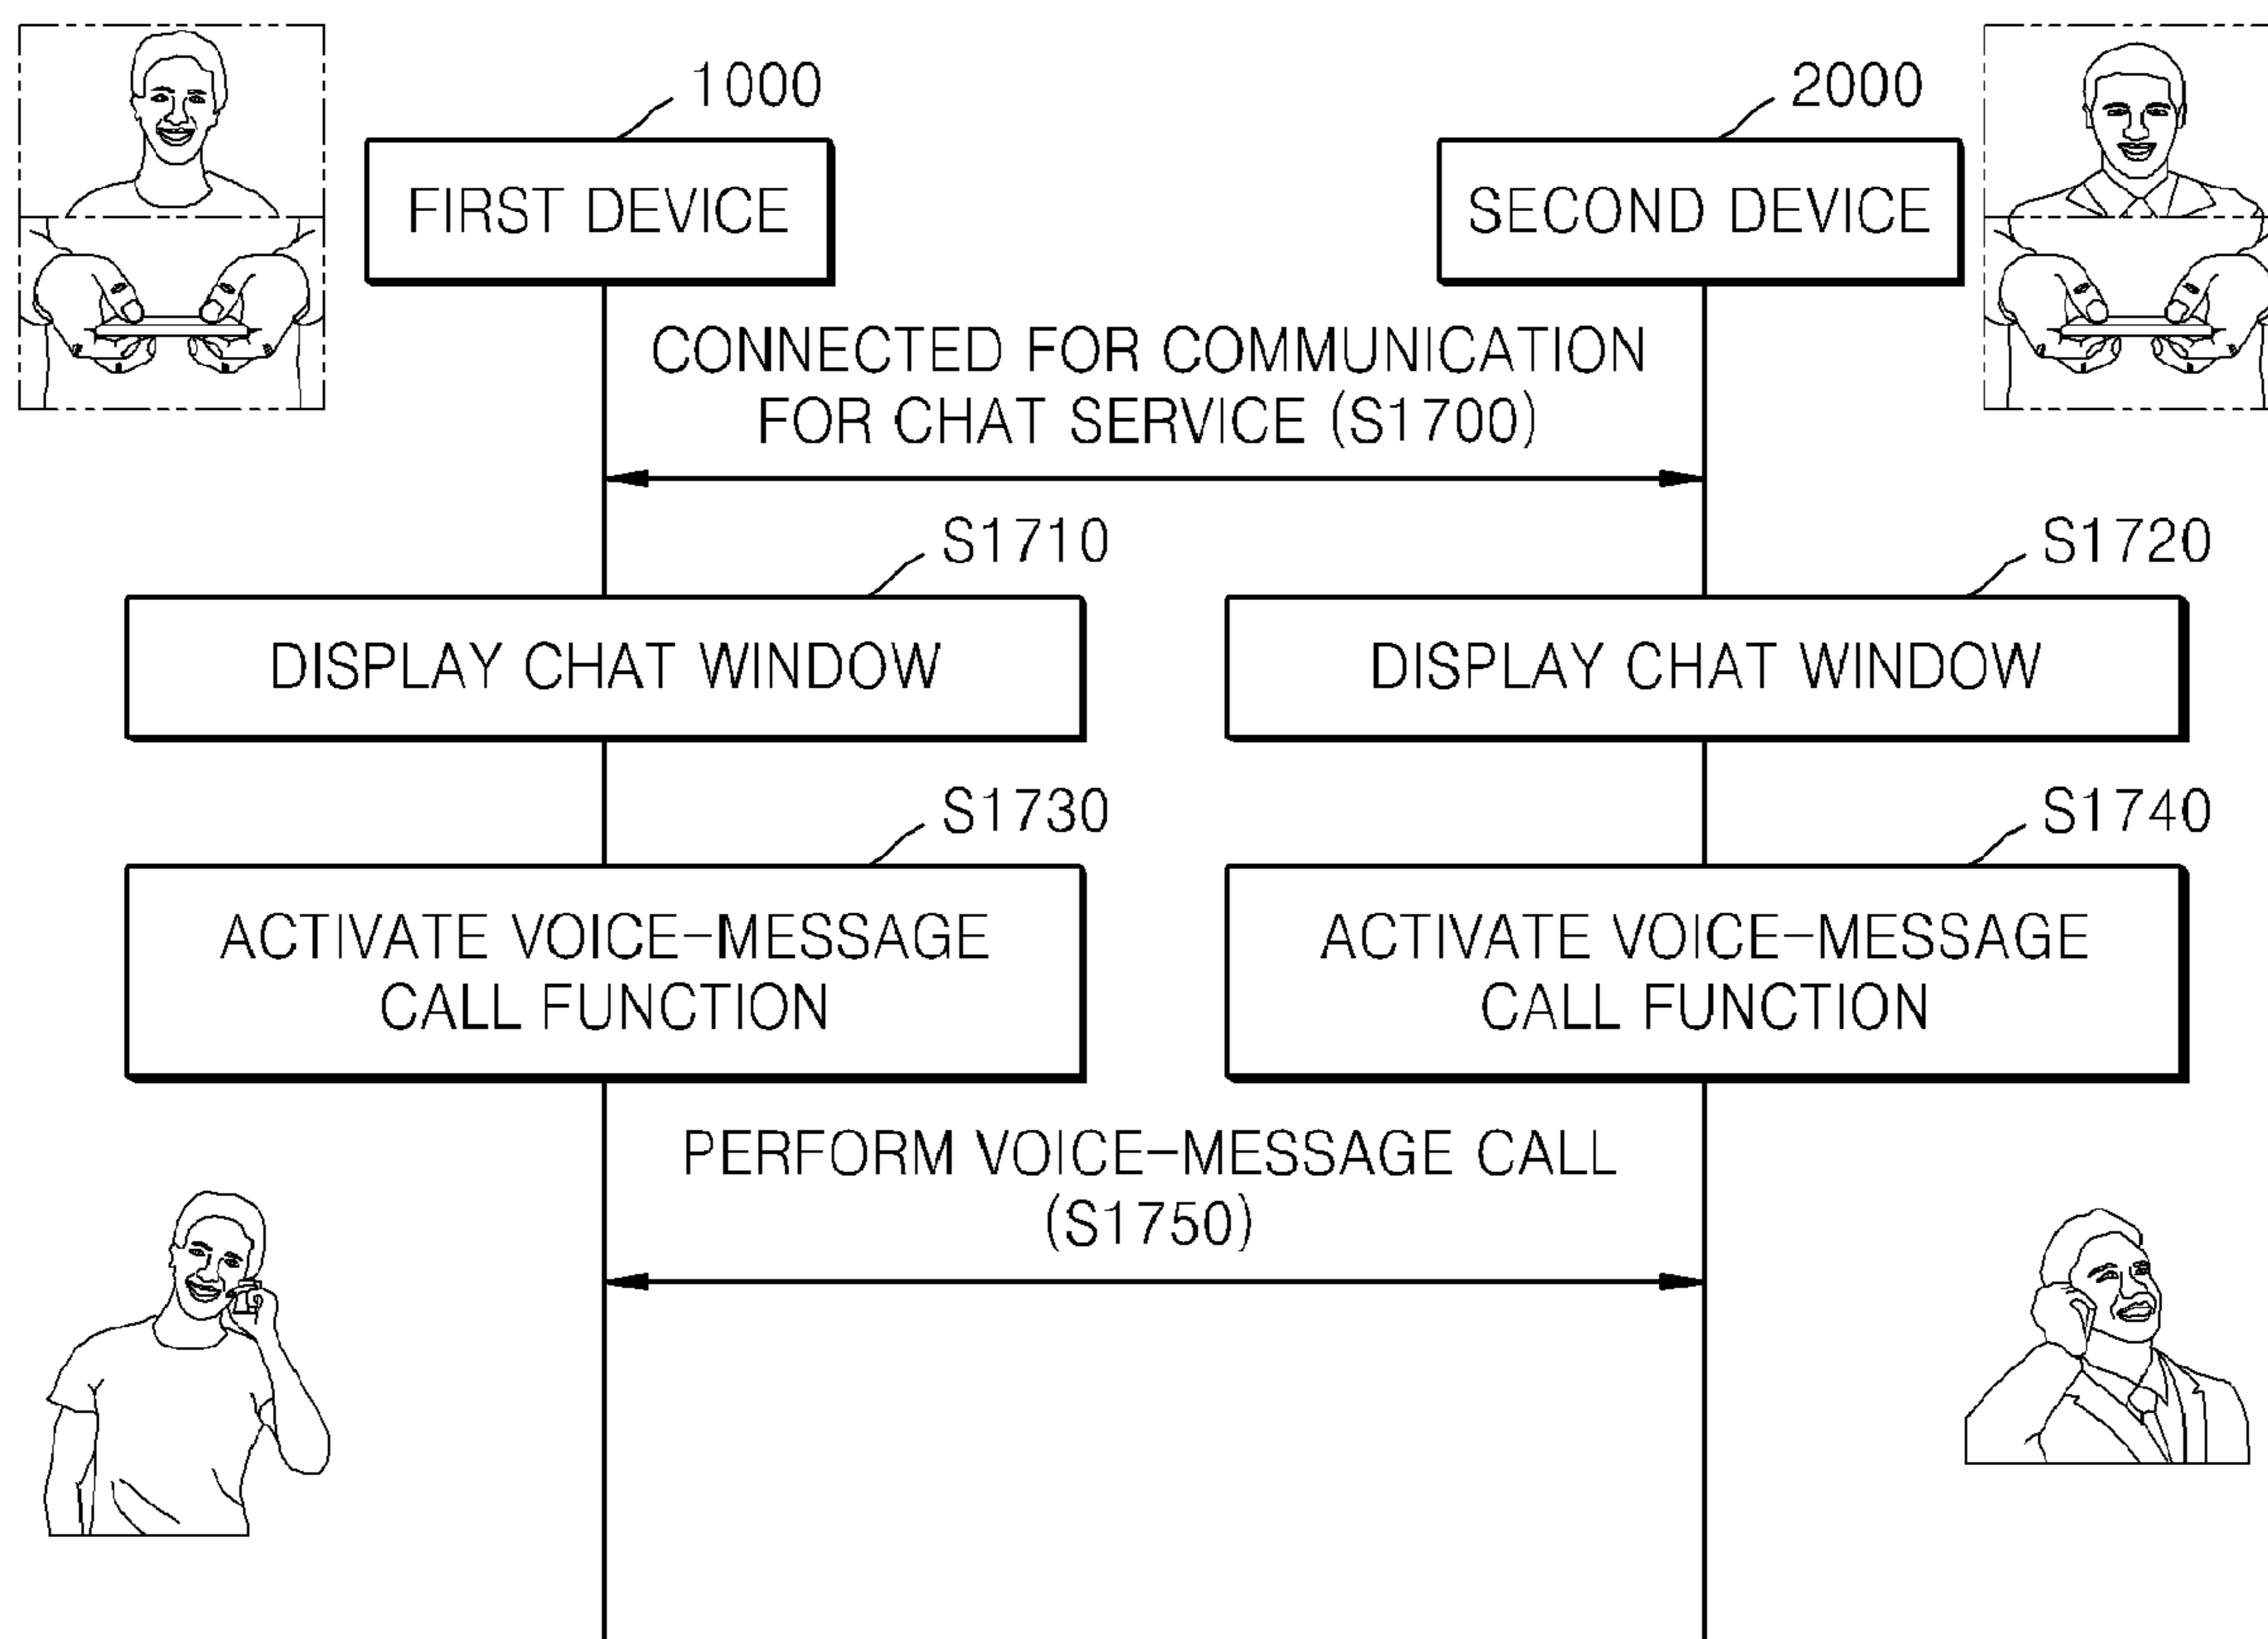 1000
2000
FIRST DEVICE
SECOND DEVICE
CONNECTED FOR COMMUNICATION
FOR CHAT SERVICE (S1700)
S1710
S1720
DISPLAY CHAT WINDOW
DISPLAY CHAT WINDOW
S1730
S1740
ACTIVATE VOICE-MESSAGE
CALL FUNCTION
ACTIVATE VOICE-MESSAGE
CALL FUNCTION
PERFORM VOICE-MESSAGE CALL
(S1750)